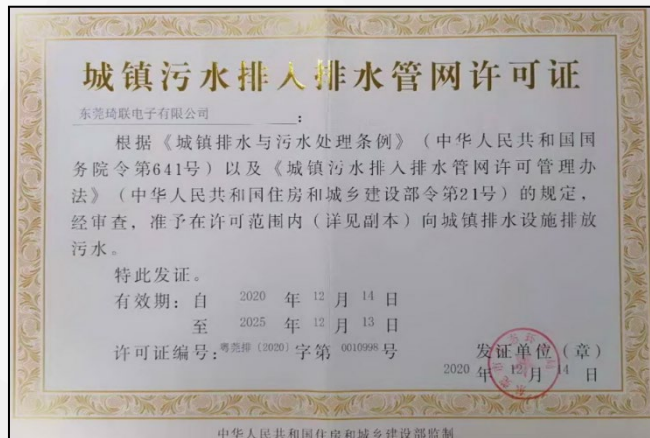 城镇污水排入排水管网许可证
东莞琦联电子有限公司 :
根据《城镇排水与污水处理条例》(中华人民共和国国
务院令第641号)以及《城镇污水排入排水管网许可管理办
法》(中华人民共和国住房和城乡建设部令第21号)的规定,
经审查,准予在许可范围内(详见副本)向城镇排水设施排放
污水。
特此发证。
有效期:自 2020 年 12 月 14 日
至 2025 年 12 月 13 日
许可证编号:粤莞排(2020)字第 0010998 号
发证单位(章)
2020 年 12 月 14 日
中华人民共和国住房和城乡建设部监制